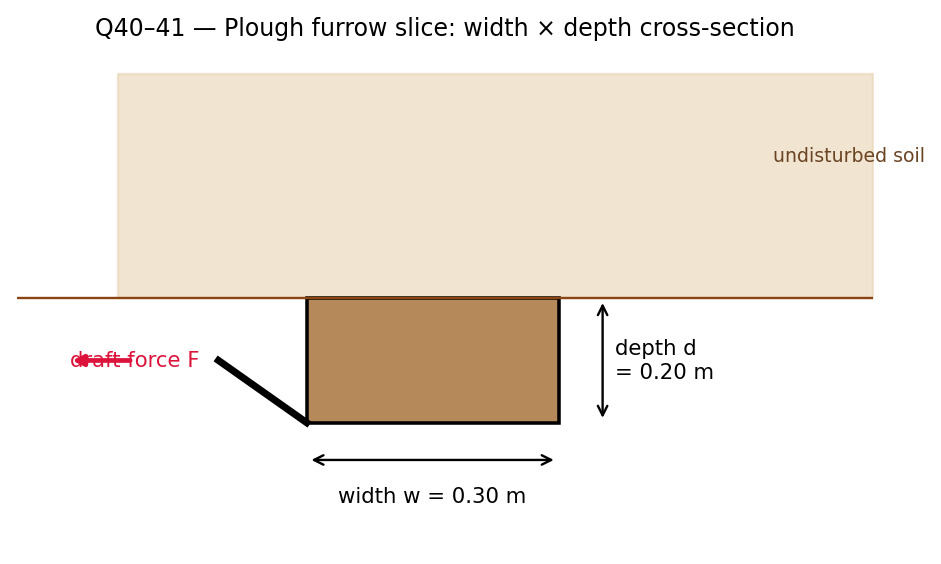 Q40–41 — Plough furrow slice: width × depth cross-section
undisturbed soil
draft force F
depth d
= 0.20 m
width w = 0.30 m